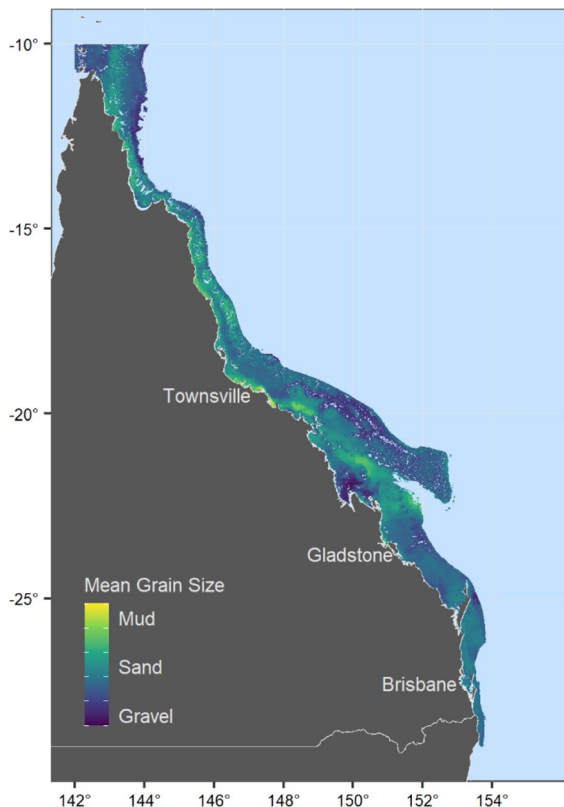 -10°
-15°
Townsville
-20°
Gladstone
Mean Grain Size
-25°
Mud
Sand
Brisbane
Gravel
142° 144° 146° 148° 150° 152° 154°